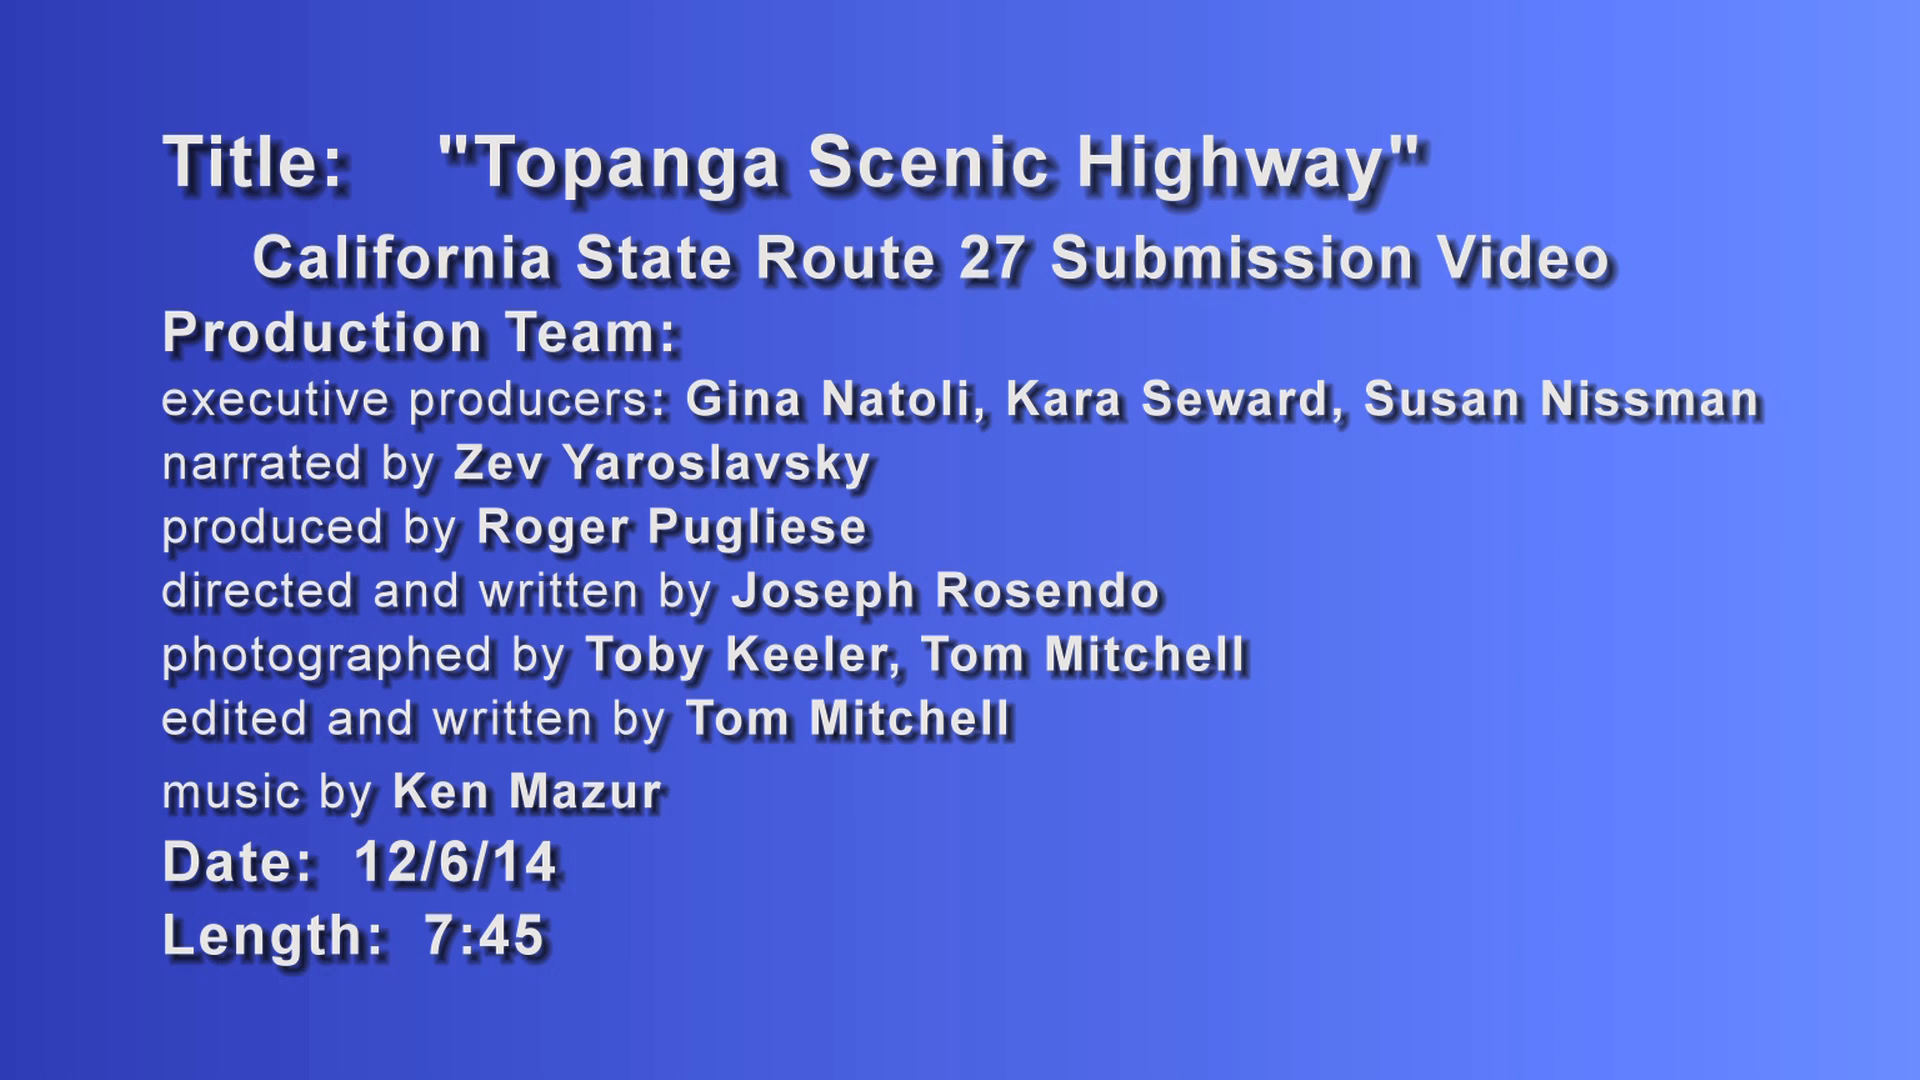 Title: "Topanga Scenic Highway"
California State Route 27 Submission Video
Production Team:
executive producers: Gina Natoli, Kara Seward, Susan Nissman
narrated by Zev Yaroslavsky
produced by Roger Pugliese
directed and written by Joseph Rosendo
photographed by Toby Keeler, Tom Mitchell
edited and written by Tom Mitchell
music by Ken Mazur
Date: 12/6/14
Length: 7:45